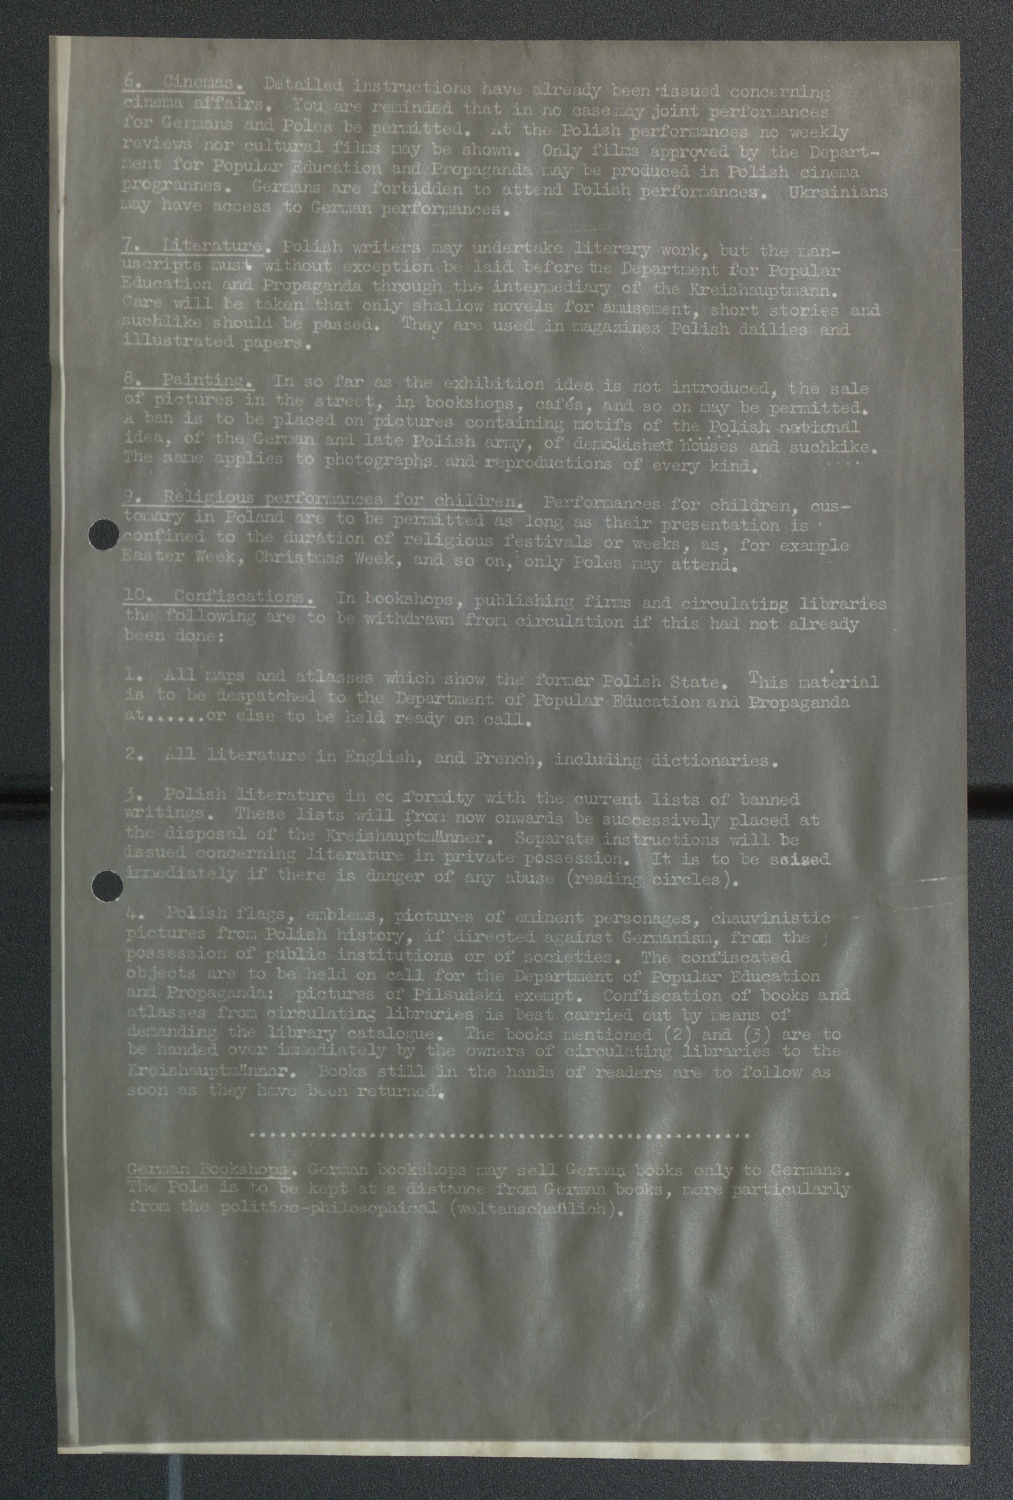 6. Cinemas. Detailed instructions have already been issued concerning
cinema affairs. You are reminded that in no case may joint performances
for Germans and Poles be permitted. At the Polish performances no weekly
reviews nor cultural films may be shown. Only films approved by the Depart-
ment for Popular Education and Propaganda may be produced in Polish cinema
progrannes. Germans are forbidden to attend Polish performances. Ukrainians
may have access to German performances.
7. Literature. Polish writers may undertake literary work, but the man-
uscripts must without exception be laid before the Department for Popular
Education and Propaganda through the intermediary of the Kreishauptmann.
Care will be taken that only shallow novels for amusement, short stories and
suchlike should be passed. They are used in magazines Polish dailies and
illustrated papers.
8. Painting. In so far as the exhibition idea is not introduced, the sale
of pictures in the street, in bookshops, cafés, and so on may be permitted.
A ban is to be placed on pictures containing motifs of the Polish national
idea, of the German and late Polish army, of demolished houses and suchkike.
The same applies to photographs and reproductions of every kind.
9. Religious performances for children. Performances for children, cus-
tomary in Poland are to be permitted as long as their presentation is
confined to the duration of religious festivals or weeks, as, for example
Easter Week, Christmas Week, and so on, only Poles may attend.
10. Confiscations. In bookshops, publishing firms and circulating libraries
the following are to be withdrawn from circulation if this had not already
been done:
1. All maps and atlasses which show the former Polish State. This material
is to be despatched to the Department of Popular Education and Propaganda
at......or else to be held ready on call.
2. All literature in English, and French, including dictionaries.
3. Polish literature in cc formity with the current lists of banned
writings. These lists will from now onwards be successively placed at
the disposal of the Kreishauptmänner. Separate instructions will be
issued concerning literature in private possession. It is to be seized
immediately if there is danger of any abuse (reading circles).
4. Polish flags, emblems, pictures of eminent personages, chauvinistic
pictures from Polish history, if directed against Germanism, from the
possession of public institutions or of societies. The confiscated
objects are to be held on call for the Department of Popular Education
and Propaganda: pictures of Pilsudski exempt. Confiscation of books and
atlasses from circulating libraries is best carried out by means of
demanding the library catalogue. The books mentioned (2) and (3) are to
be handed over immediately by the owners of circulating libraries to the
Kreishauptmänner. Books still in the hands of readers are to follow as
soon as they have been returned.
..................................................
German Bookshops. German bookshops may sell German books only to Germans.
The Pole is to be kept at a distance from German books, more particularly
from the politico-philosophical (weltanschaülich).